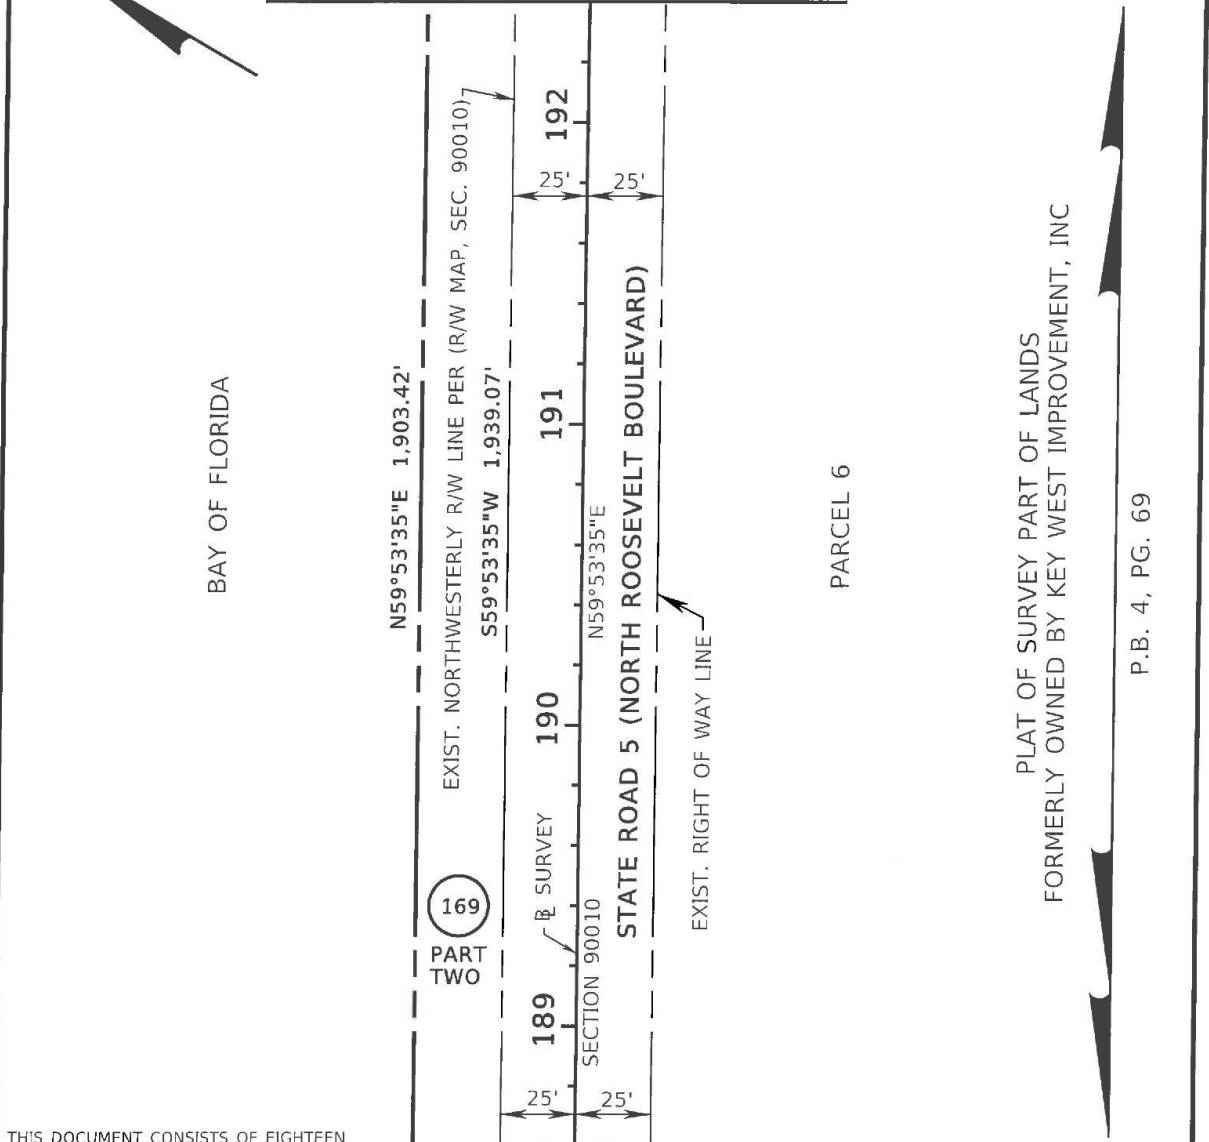 BAY OF FLORIDA
N59°53'35"E 1,903.42'
EXIST. NORTHWESTERLY R/W LINE PER (R/W MAP, SEC. 90010)
S59°53'35"W 1,939.07'
169
PART
TWO
192
191
190
189
25'
25'
25'
25'
BL SURVEY
SECTION 90010
N59°53'35"E
STATE ROAD 5 (NORTH ROOSEVELT BOULEVARD)
EXIST. RIGHT OF WAY LINE
PARCEL 6
PLAT OF SURVEY PART OF LANDS
FORMERLY OWNED BY KEY WEST IMPROVEMENT, INC
P.B. 4, PG. 69
THIS DOCUMENT CONSISTS OF EIGHTEEN